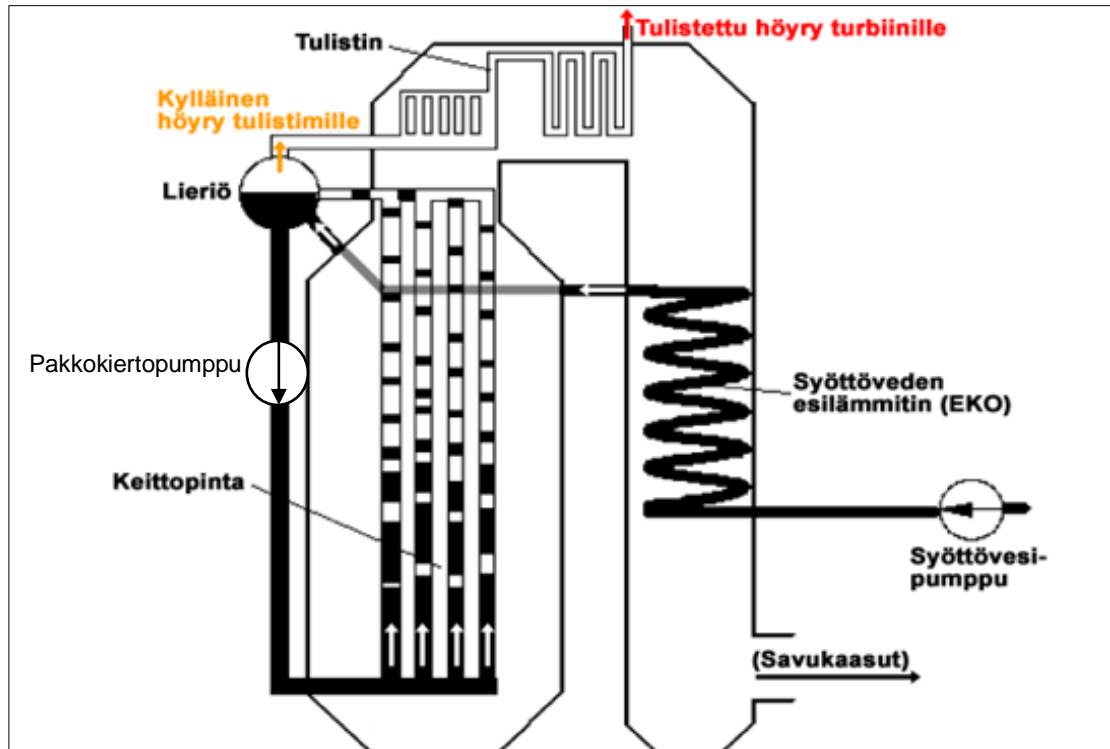 Tulistettu höyry turbiinille
Tulistin
Kylläinen
höyry tulistimille
Lieriö
Pakkokiertopumppu
Syöttöveden
esilämmitin (EKO)
Keittopinta
Syöttövesi-
pumppu
(Savukaasut)